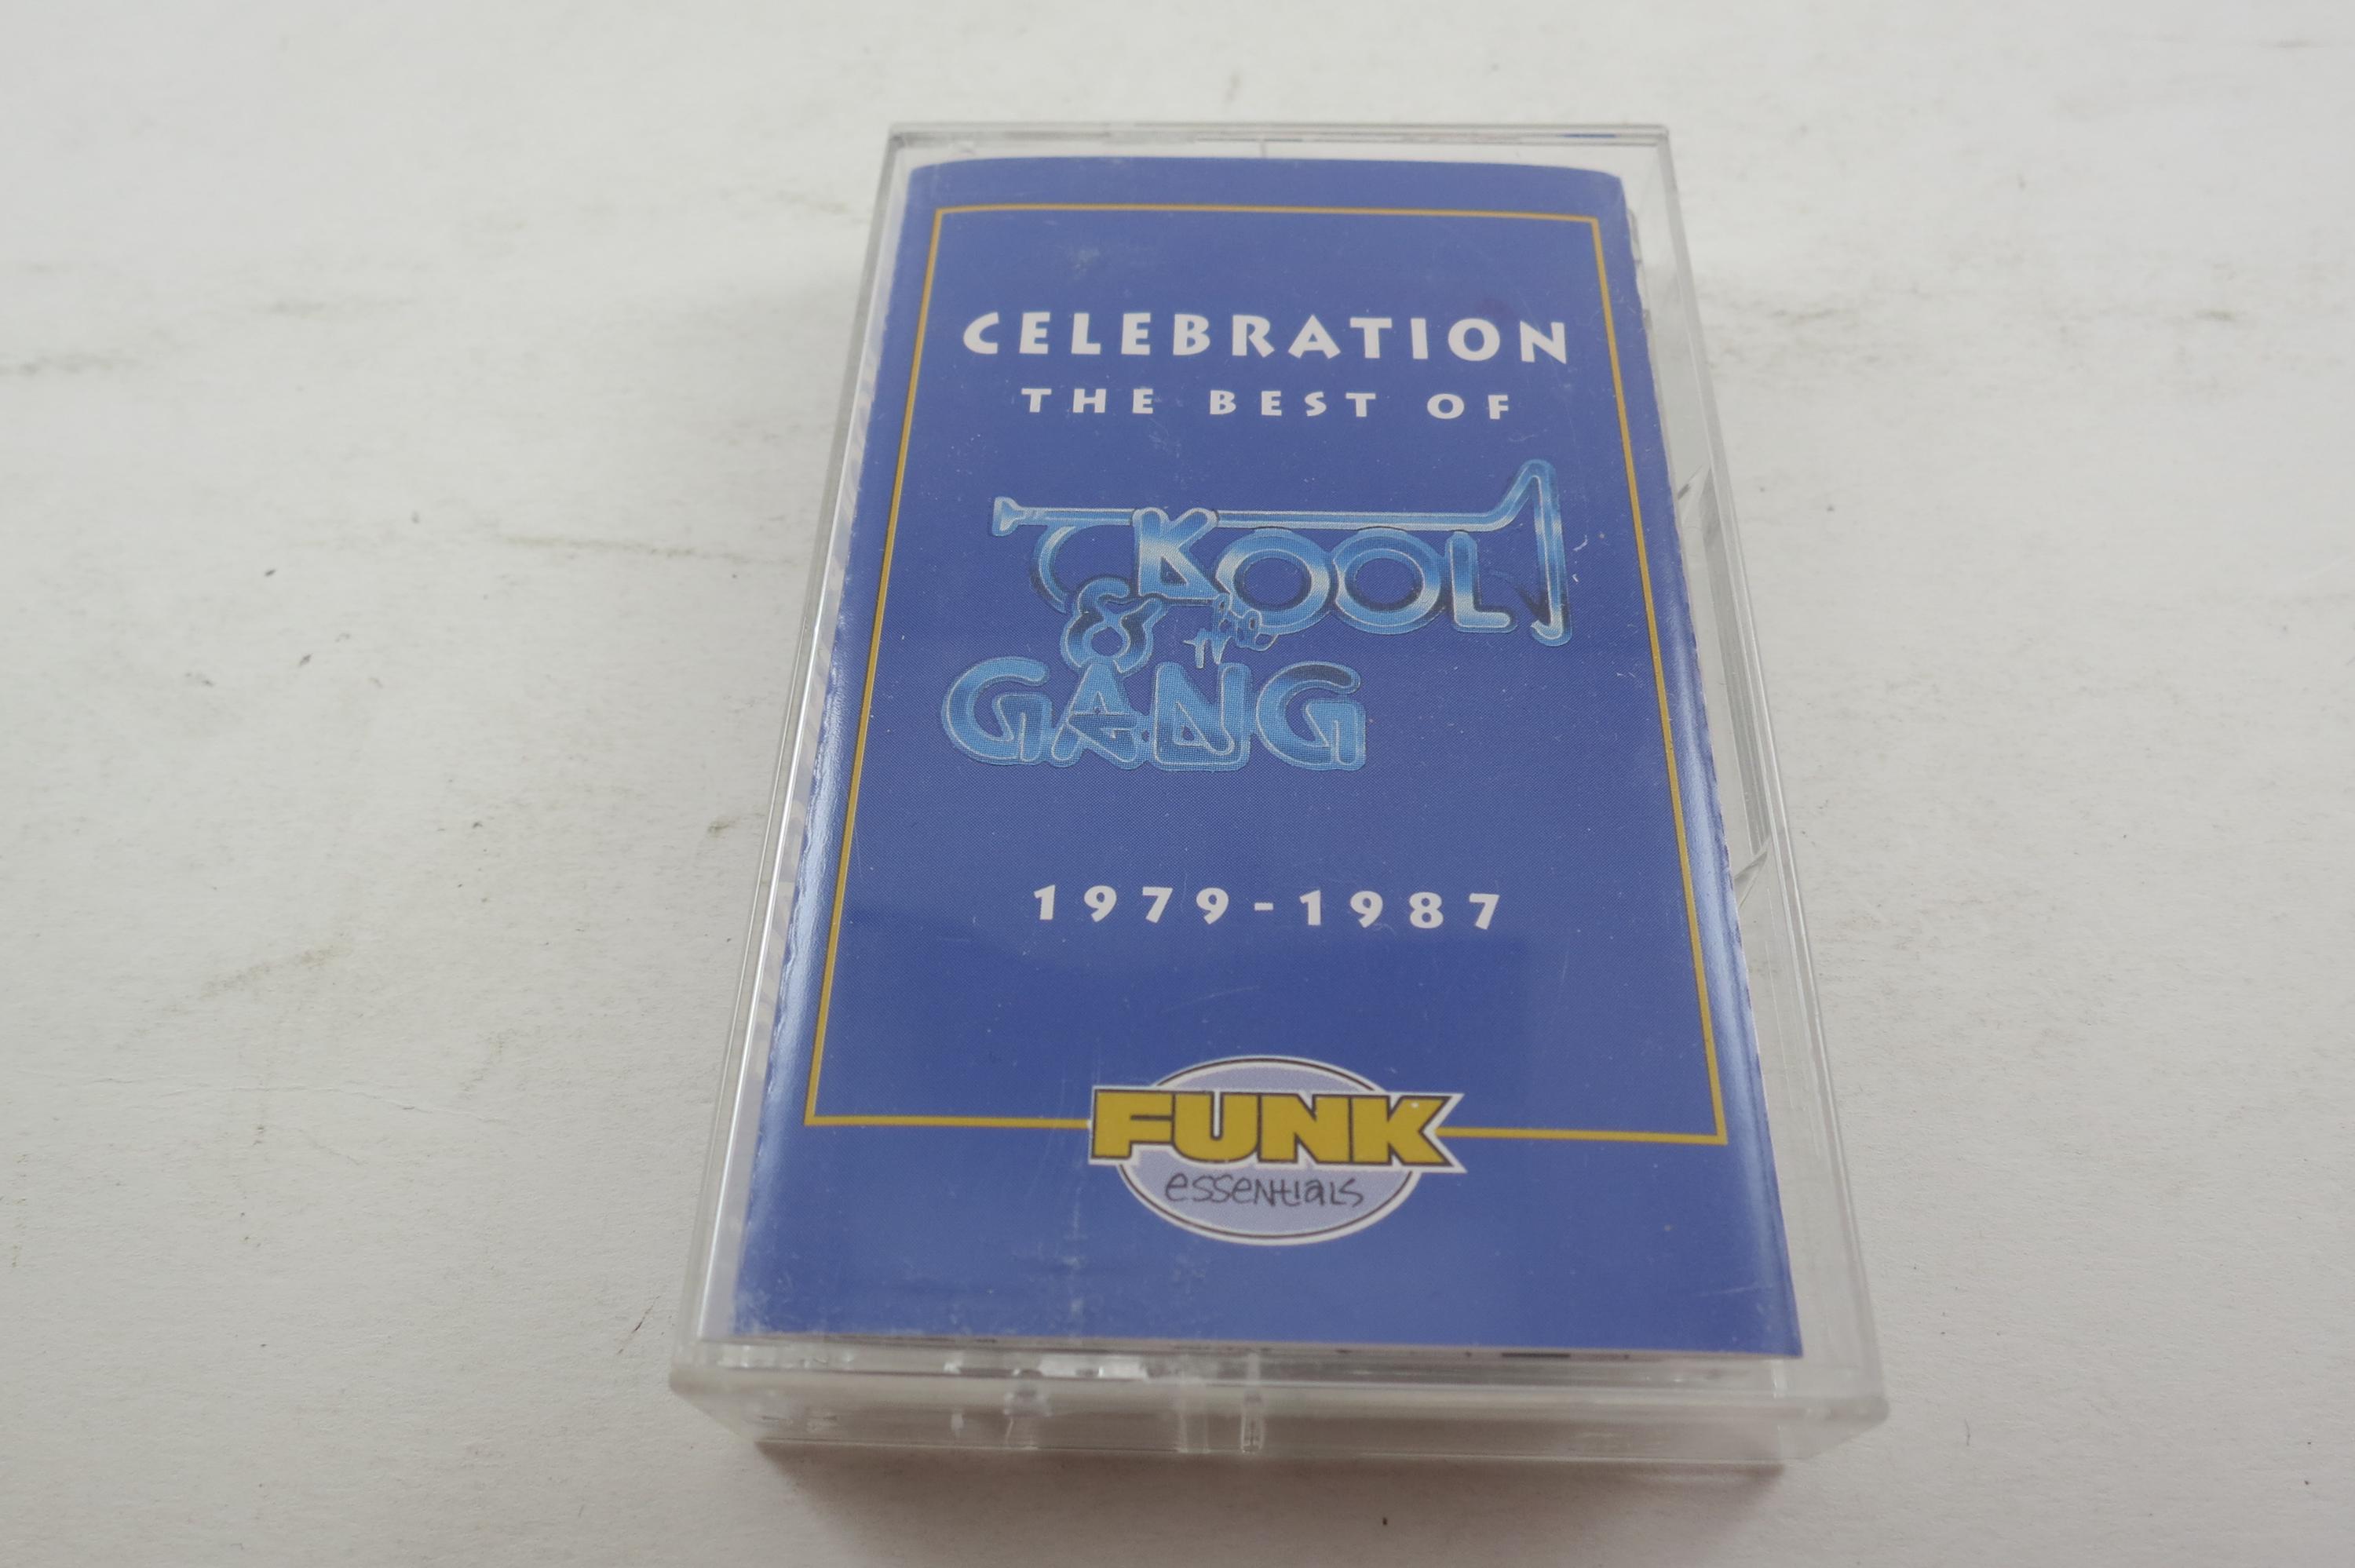 CELEBRATION
THE BEST OF
KOOL
& the
GANG
1979-1987
FUNK
essentials